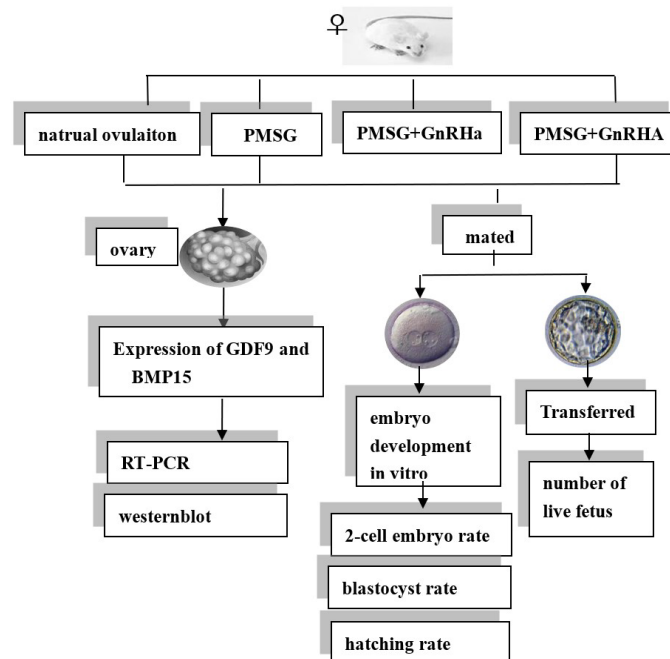 ♀
natrual ovulaiton
PMSG
PMSG+GnRHa
PMSG+GnRHA
ovary
mated
Expression of GDF9 and
BMP15
RT-PCR
westernblot
embryo
development
in vitro
2-cell embryo rate
blastocyst rate
hatching rate
Transferred
number of
live fetus